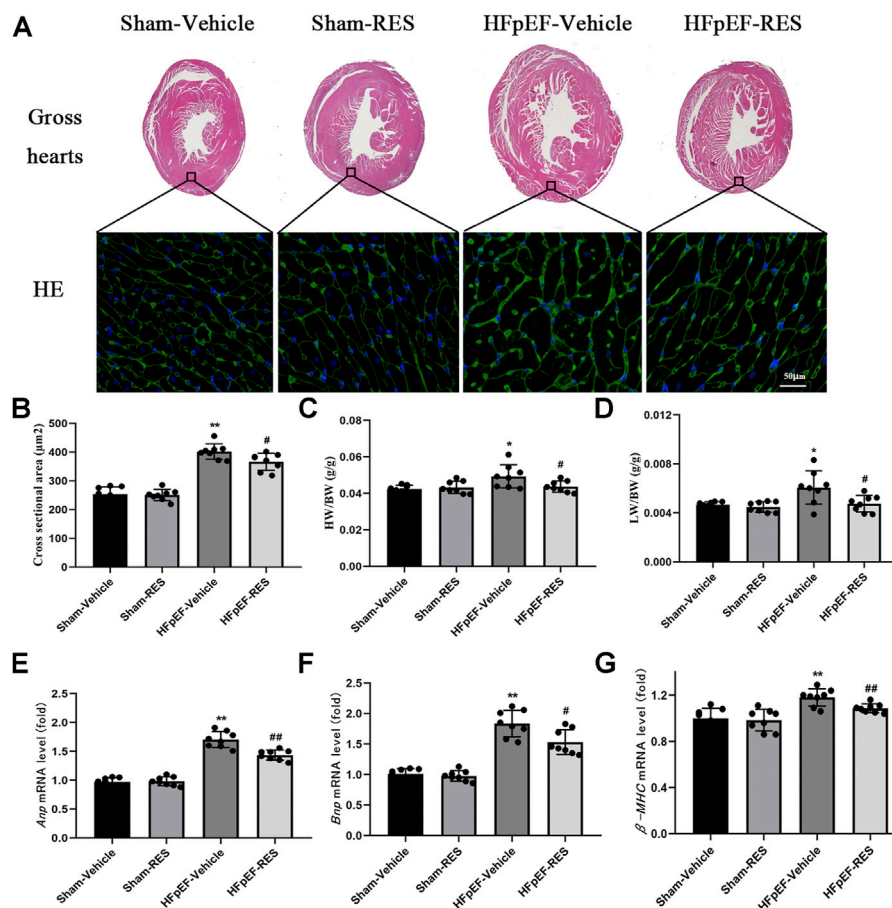 A
Sham-Vehicle Sham-RES HFpEF-Vehicle HFpEF-RES
Gross
hearts
HE
50μm
B
Cross sectional area (μm2)
500
400
300
200
100
0
**
#
Sham-Vehicle
Sham-RES
HFpEF-Vehicle
HFpEF-RES
C
HW/BW (g/g)
0.08
0.06
0.04
0.02
0.00
*
#
Sham-Vehicle
Sham-RES
HFpEF-Vehicle
HFpEF-RES
D
LW/BW (g/g)
0.012
0.008
0.004
0.000
*
#
Sham-Vehicle
Sham-RES
HFpEF-Vehicle
HFpEF-RES
E
Anp mRNA level (fold)
2.5
2.0
1.5
1.0
0.5
0.0
**
##
Sham-Vehicle
Sham-RES
HFpEF-Vehicle
HFpEF-RES
F
Bnp mRNA level (fold)
2.5
2.0
1.5
1.0
0.5
0.0
**
#
Sham-Vehicle
Sham-RES
HFpEF-Vehicle
HFpEF-RES
G
β-MHC mRNA level (fold)
1.6
1.2
0.8
0.4
0.0
**
##
Sham-Vehicle
Sham-RES
HFpEF-Vehicle
HFpEF-RES